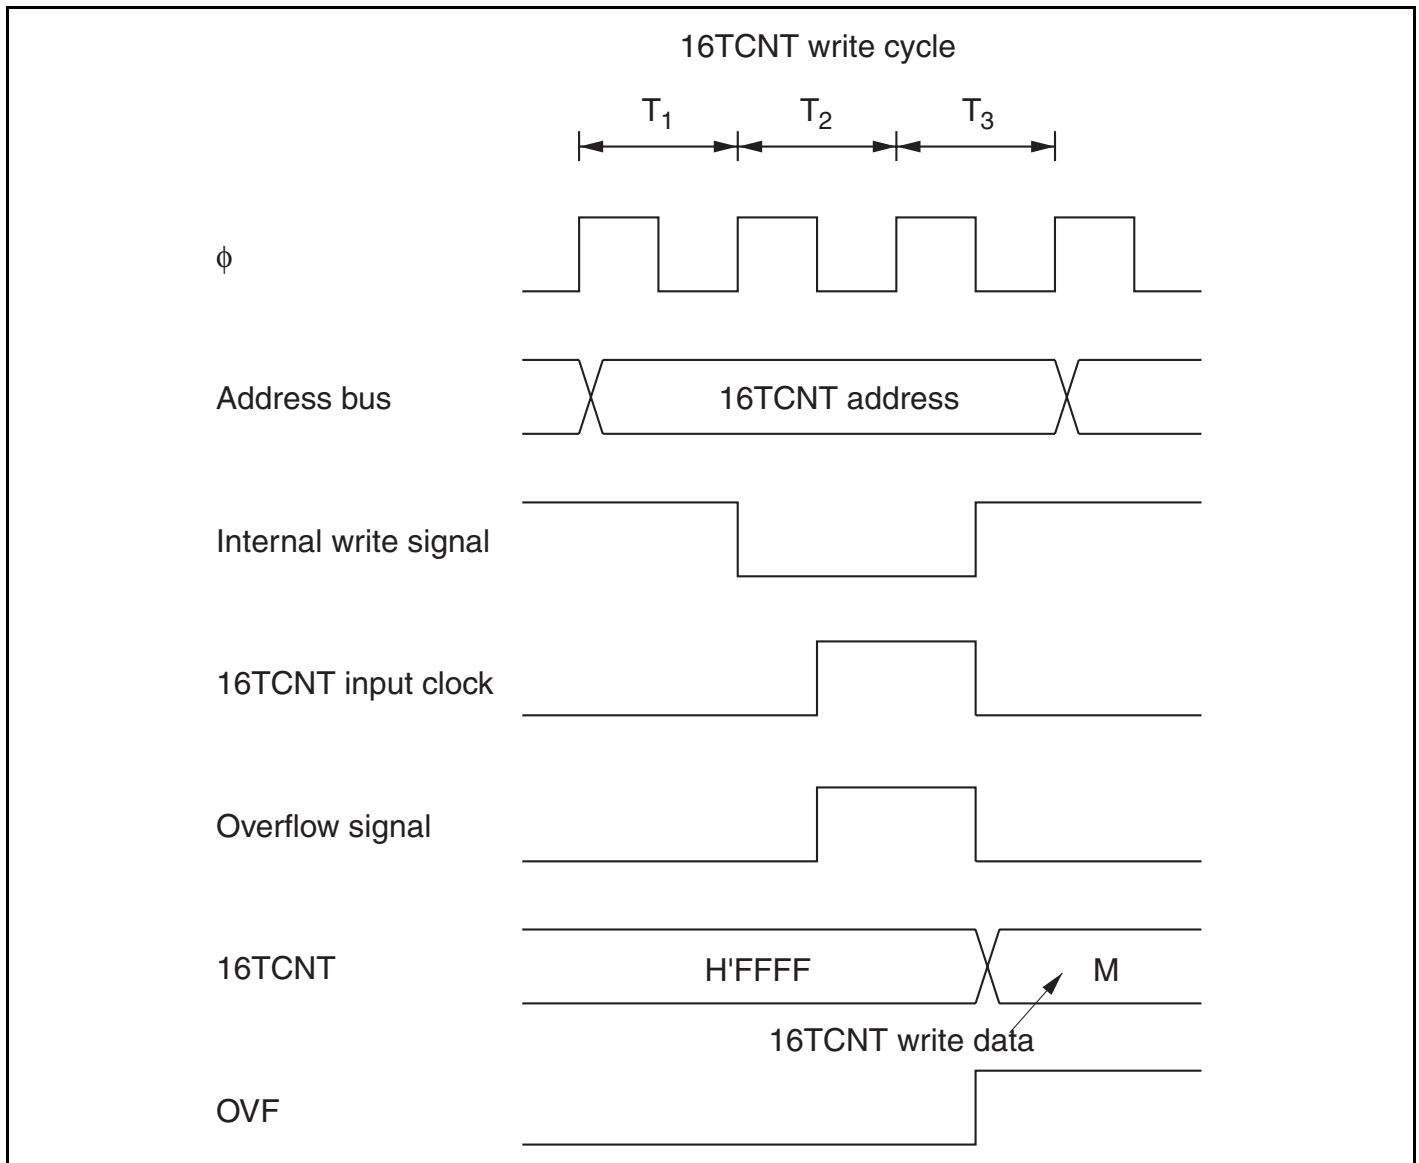 16TCNT write cycle
T1 T2 T3
φ
Address bus 16TCNT address
Internal write signal
16TCNT input clock
Overflow signal
16TCNT H'FFFF M
16TCNT write data
OVF